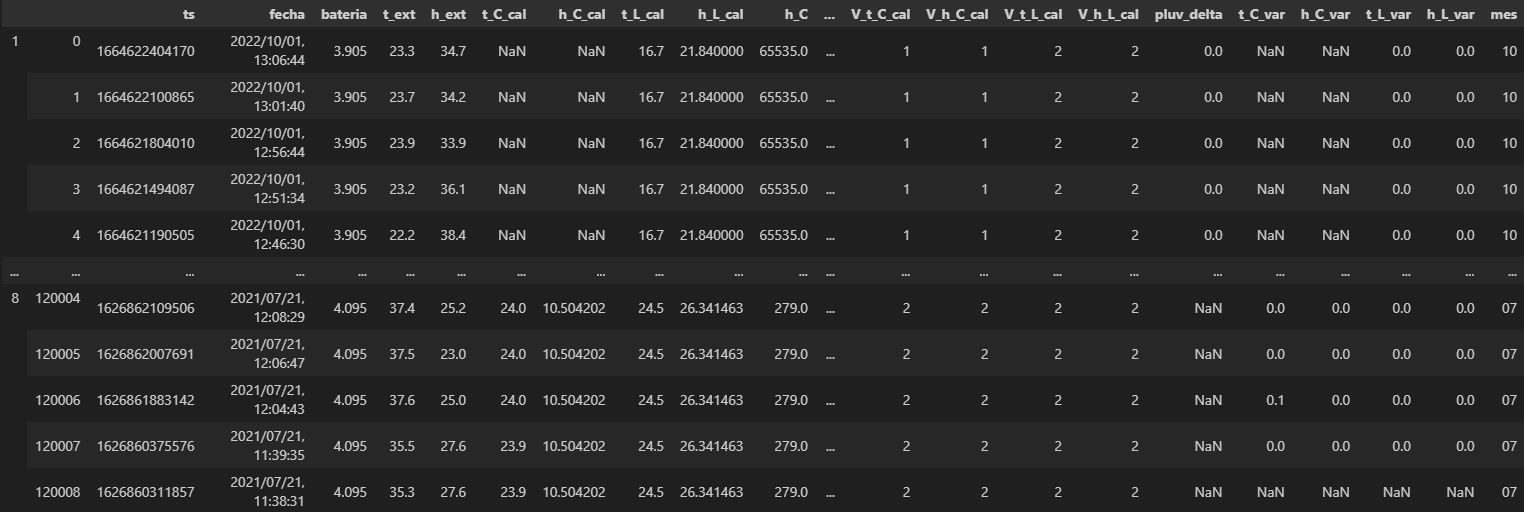 ts fecha bateria t_ext h_ext t_C_cal h_C_cal t_L_cal h_L_cal h_C ... V_t_C_cal V_h_C_cal V_t_L_cal V_h_L_cal pluv_delta t_C_var h_C_var t_L_var h_L_var mes
1 0 1664622404170 2022/10/01, 13:06:44 3.905 23.3 34.7 NaN NaN 16.7 21.840000 65535.0 ... 1 1 2 2 0.0 NaN NaN 0.0 0.0 10
1 1664622100865 2022/10/01, 13:01:40 3.905 23.7 34.2 NaN NaN 16.7 21.840000 65535.0 ... 1 1 2 2 0.0 NaN NaN 0.0 0.0 10
2 1664621804010 2022/10/01, 12:56:44 3.905 23.9 33.9 NaN NaN 16.7 21.840000 65535.0 ... 1 1 2 2 0.0 NaN NaN 0.0 0.0 10
3 1664621494087 2022/10/01, 12:51:34 3.905 23.2 36.1 NaN NaN 16.7 21.840000 65535.0 ... 1 1 2 2 0.0 NaN NaN 0.0 0.0 10
4 1664621190505 2022/10/01, 12:46:30 3.905 22.2 38.4 NaN NaN 16.7 21.840000 65535.0 ... 1 1 2 2 0.0 NaN NaN 0.0 0.0 10
... ... ... ... ... ... ... ... ... ... ... ... ... ... ... ... ... ... ... ... ... ... ...
8 120004 1626862109506 2021/07/21, 12:08:29 4.095 37.4 25.2 24.0 10.504202 24.5 26.341463 279.0 ... 2 2 2 2 NaN 0.0 0.0 0.0 0.0 07
120005 1626862007691 2021/07/21, 12:06:47 4.095 37.5 23.0 24.0 10.504202 24.5 26.341463 279.0 ... 2 2 2 2 NaN 0.0 0.0 0.0 0.0 07
120006 1626861883142 2021/07/21, 12:04:43 4.095 37.6 25.0 24.0 10.504202 24.5 26.341463 279.0 ... 2 2 2 2 NaN 0.1 0.0 0.0 0.0 07
120007 1626860375576 2021/07/21, 11:39:35 4.095 35.5 27.6 23.9 10.504202 24.5 26.341463 279.0 ... 2 2 2 2 NaN 0.0 0.0 0.0 0.0 07
120008 1626860311857 2021/07/21, 11:38:31 4.095 35.3 27.6 23.9 10.504202 24.5 26.341463 279.0 ... 2 2 2 2 NaN NaN NaN NaN NaN 07